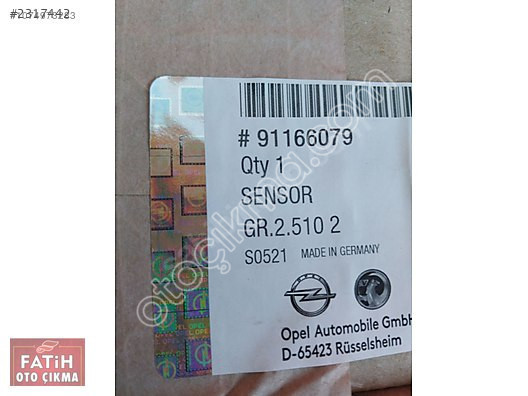 #2317442
# 91166079
Qty 1
SENSOR
GR.2.510 2
S0521 MADE IN GERMANY
Opel Automobile GmbH
D-65423 Rüsselsheim
otoçıkma.com
FATiH
OTO ÇIKMA